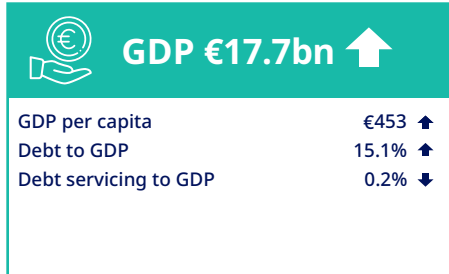 €
GDP €17.7bn
GDP per capita €453
Debt to GDP 15.1%
Debt servicing to GDP 0.2%